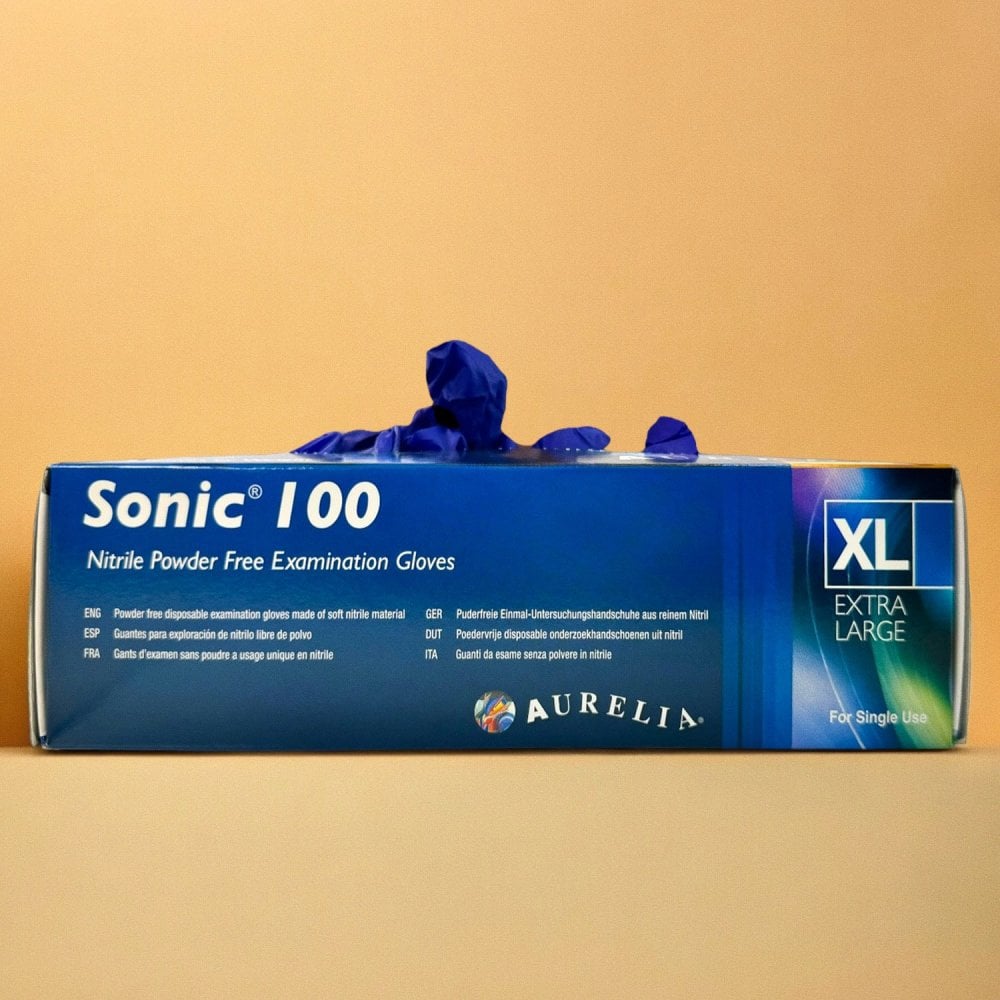 Sonic® 100
Nitrile Powder Free Examination Gloves
ENG Powder free disposable examination gloves made of soft nitrile material
ESP Guantes para exploración de nitrilo libre de polvo
FRA Gants d'examen sans poudre a usage unique en nitrile
GER Puderfreie Einmal-Untersuchungshandschuhe aus reinem Nitril
DUT Poedervrije disposable onderzoekhandschoenen uit nitril
ITA Guanti da esame senza polvere in nitrile
AURELIA®
XL
EXTRA
LARGE
For Single Use